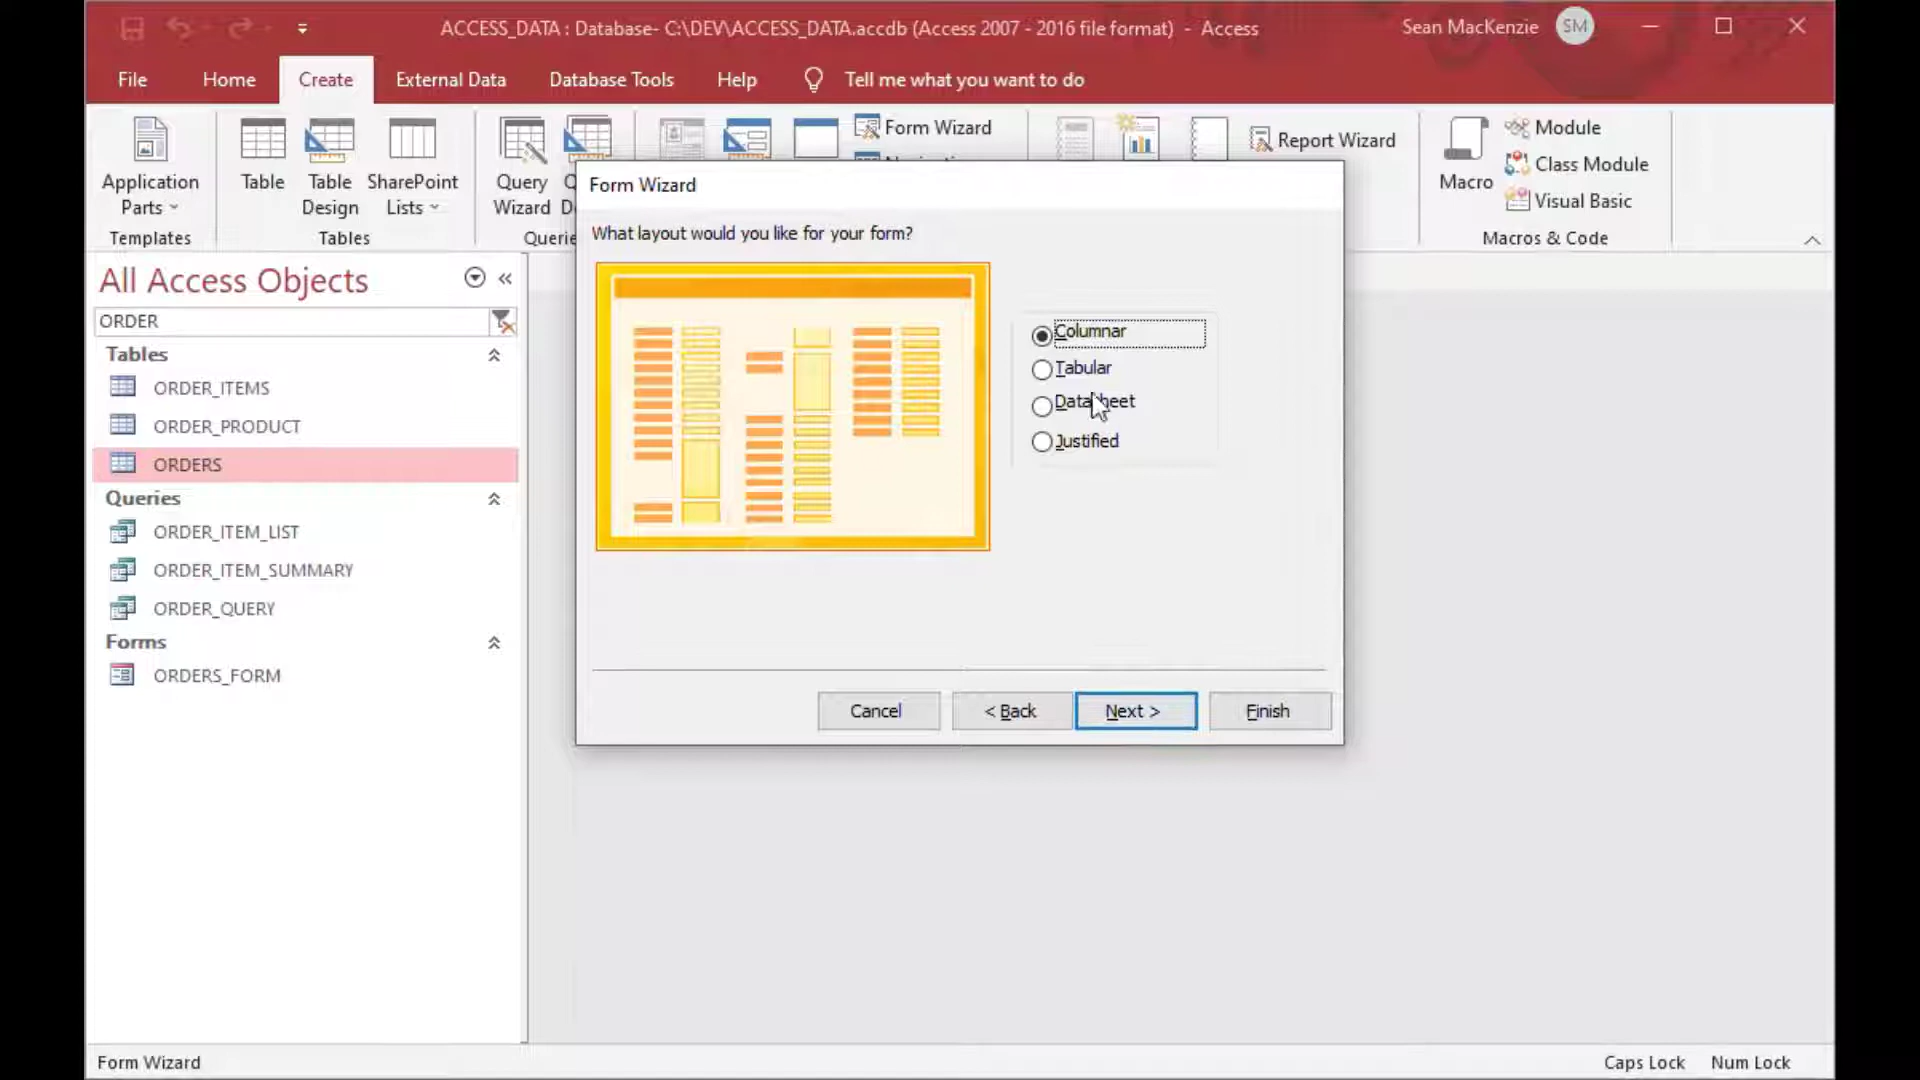 ACCESS_DATA : Database- C:\DEV\ACCESS_DATA.accdb (Access 2007 - 2016 file format) - Access
Sean MacKenzie
SM
File
Home
Create
External Data
Database Tools
Help
Tell me what you want to do
Application
Parts
Templates
Table
Table
Design
SharePoint
Lists
Tables
Query
Wizard
Form Wizard
Report Wizard
Macro
Module
Class Module
Visual Basic
Macros & Code
All Access Objects
ORDER
Tables
ORDER_ITEMS
ORDER_PRODUCT
ORDERS
Queries
ORDER_ITEM_LIST
ORDER_ITEM_SUMMARY
ORDER_QUERY
Forms
ORDERS_FORM
Form Wizard
What layout would you like for your form?
Columnar
Tabular
Datasheet
Justified
Cancel
< Back
Next >
Finish
Form Wizard
Caps Lock
Num Lock